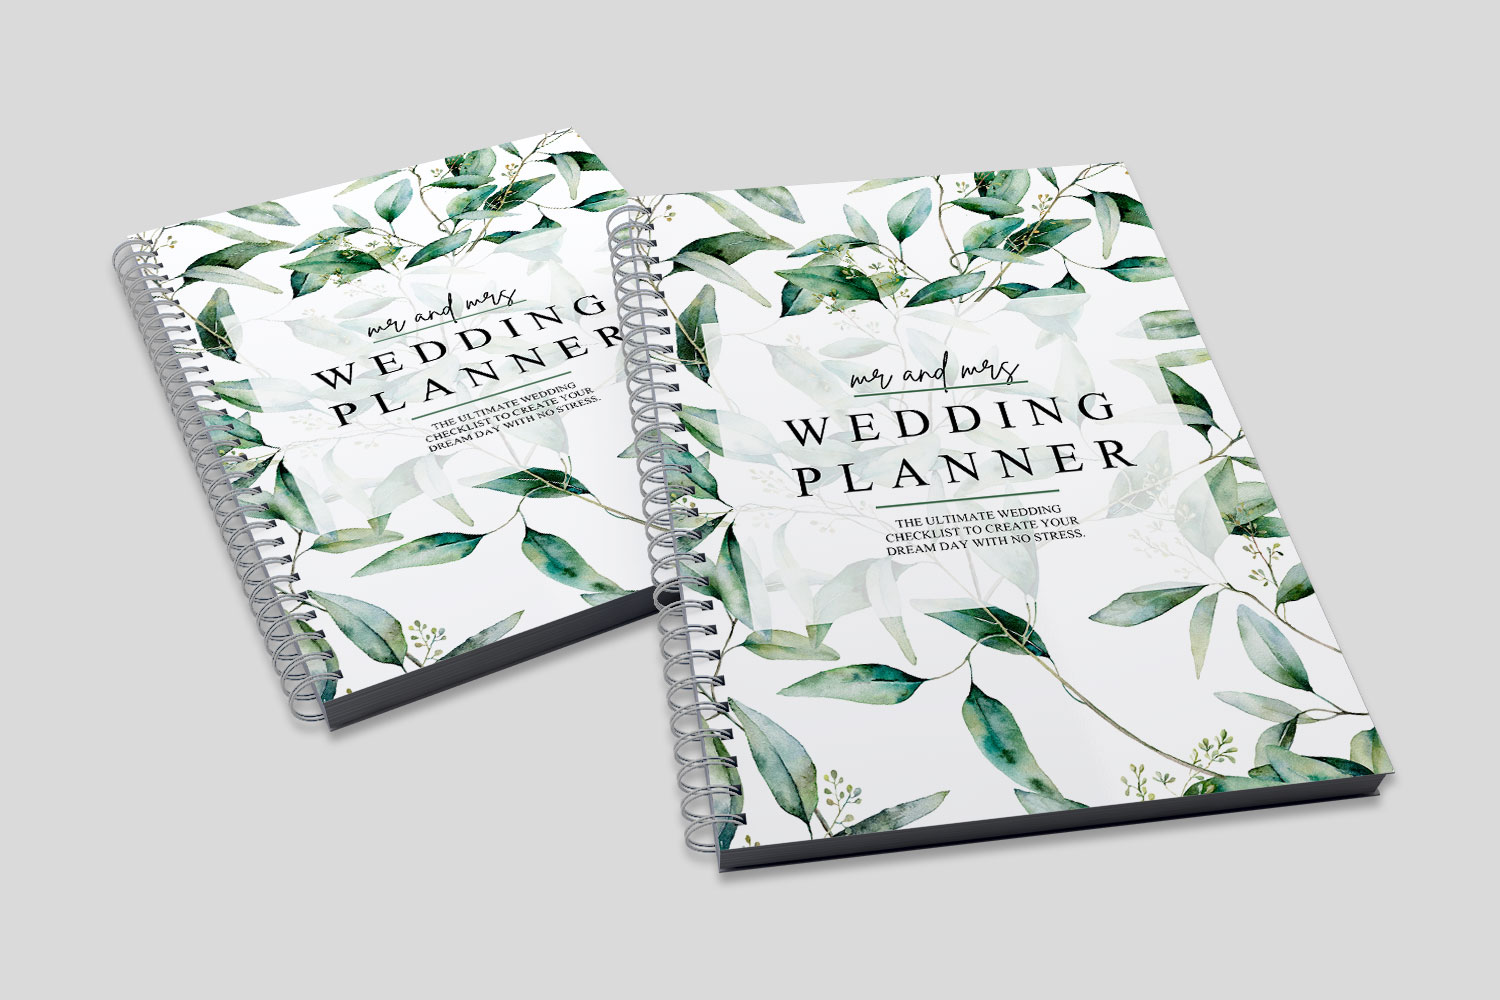 mr and mrs
WEDDING
PLANNER
THE ULTIMATE WEDDING
CHECKLIST TO CREATE YOUR
DREAM DAY WITH NO STRESS.
mr and mrs
WEDDING
PLANNER
THE ULTIMATE WEDDING
CHECKLIST TO CREATE YOUR
DREAM DAY WITH NO STRESS.